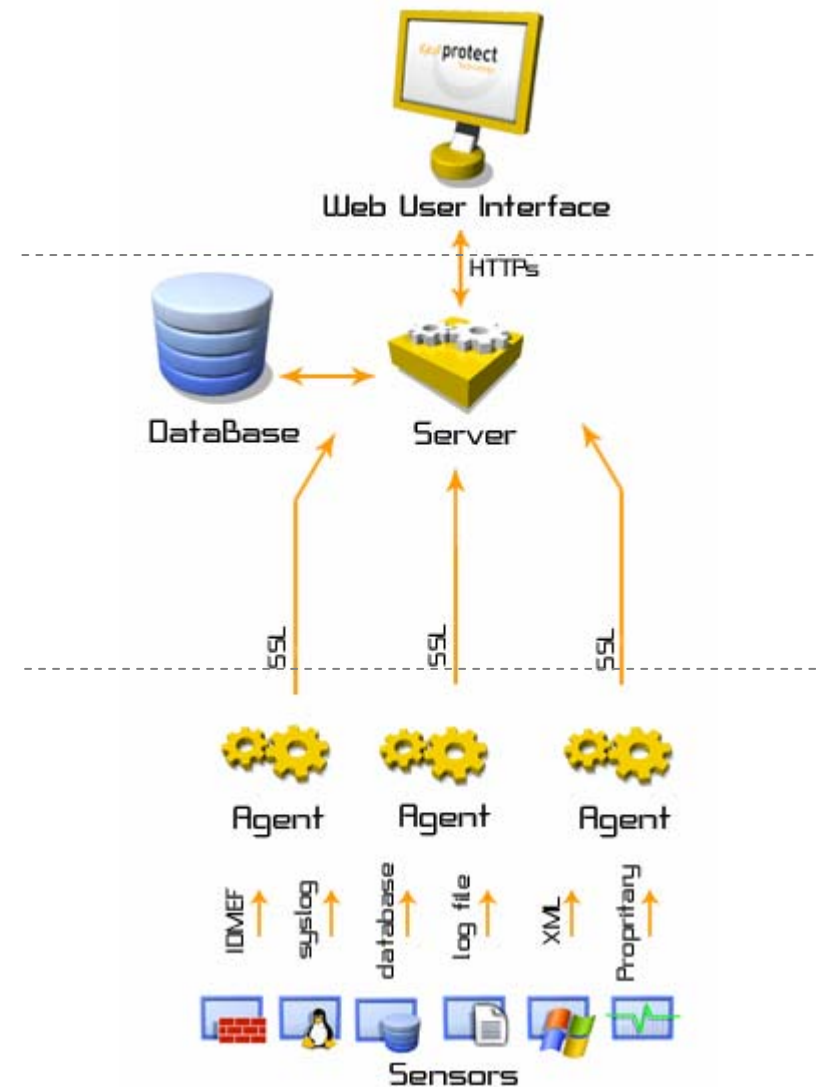 protect
Web User Interface
HTTPs
DataBase
Server
SSL
SSL
SSL
Agent
Agent
Agent
IDMEF
syslog
database
log file
XML
Propritary
Sensors